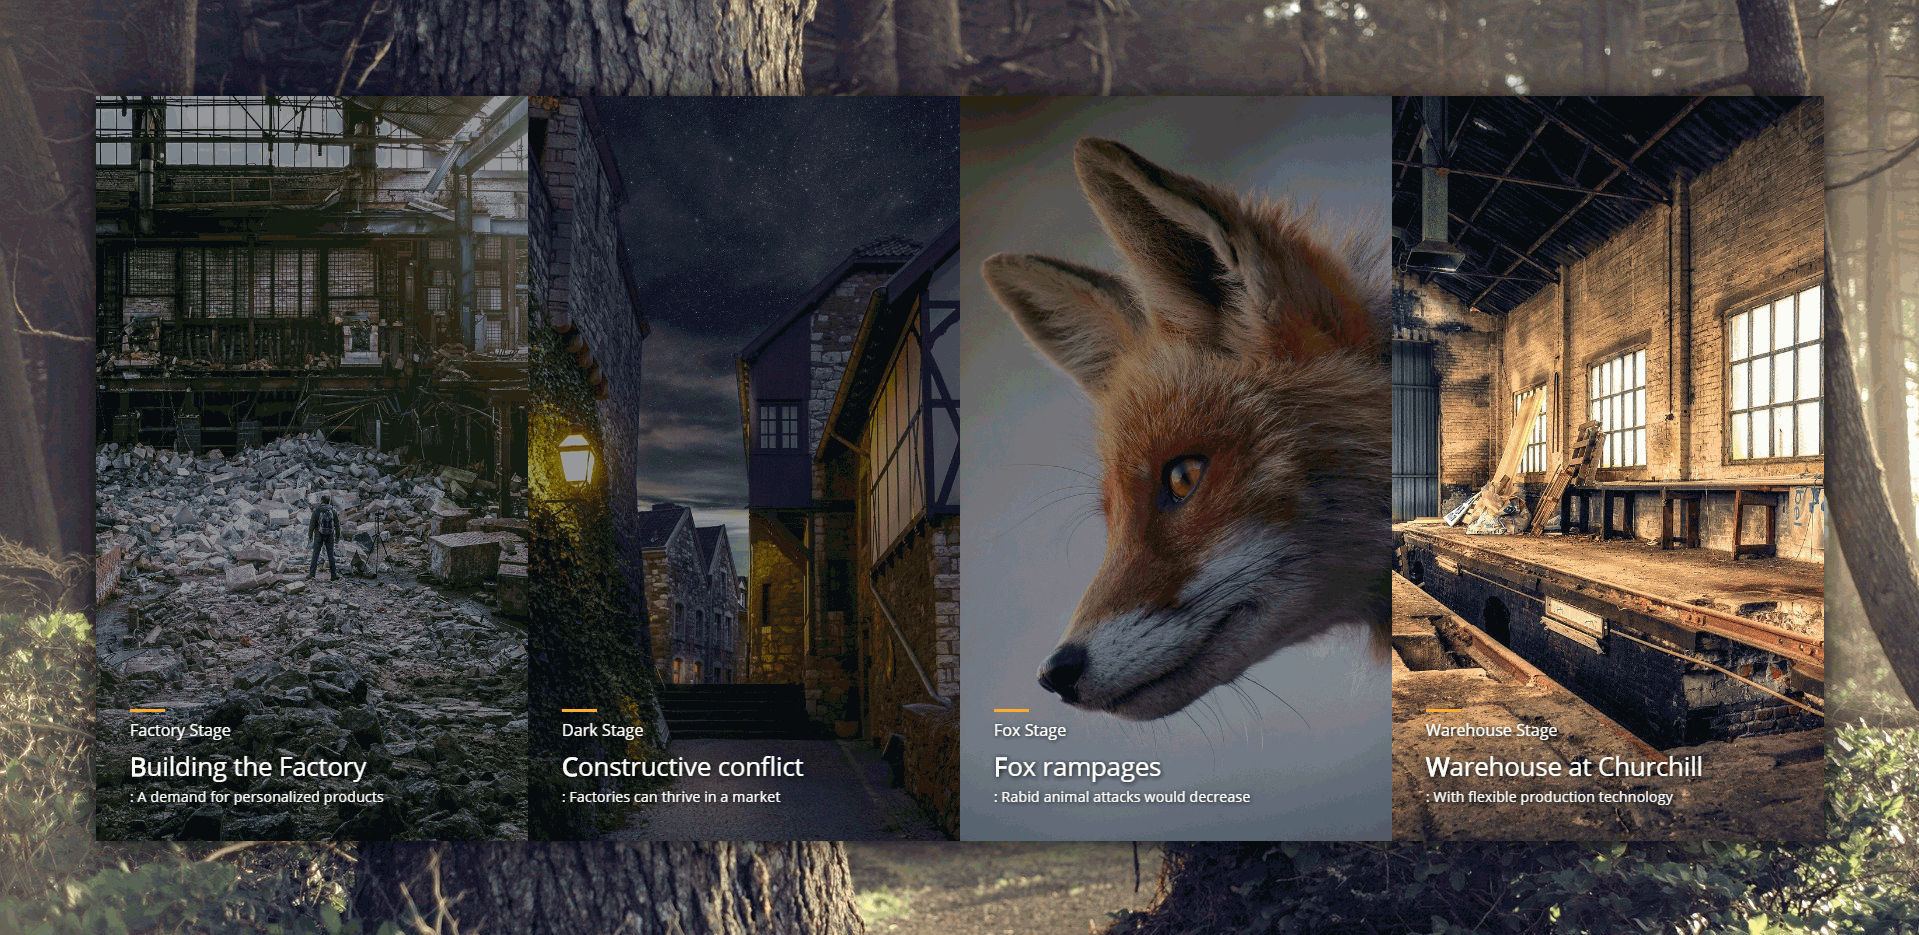 Factory Stage
Building the Factory
: A demand for personalized products
Dark Stage
Constructive conflict
: Factories can thrive in a market
Fox Stage
Fox rampages
: Rabid animal attacks would decrease
Warehouse Stage
Warehouse at Churchill
: With flexible production technology